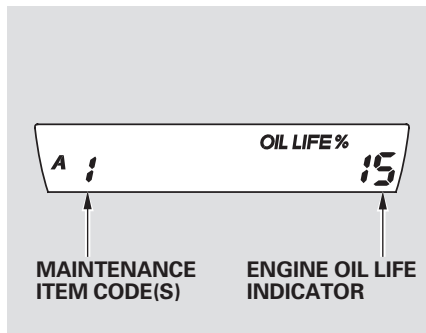 OIL LIFE %
A 1 15
MAINTENANCE ITEM CODE(S)
ENGINE OIL LIFE INDICATOR